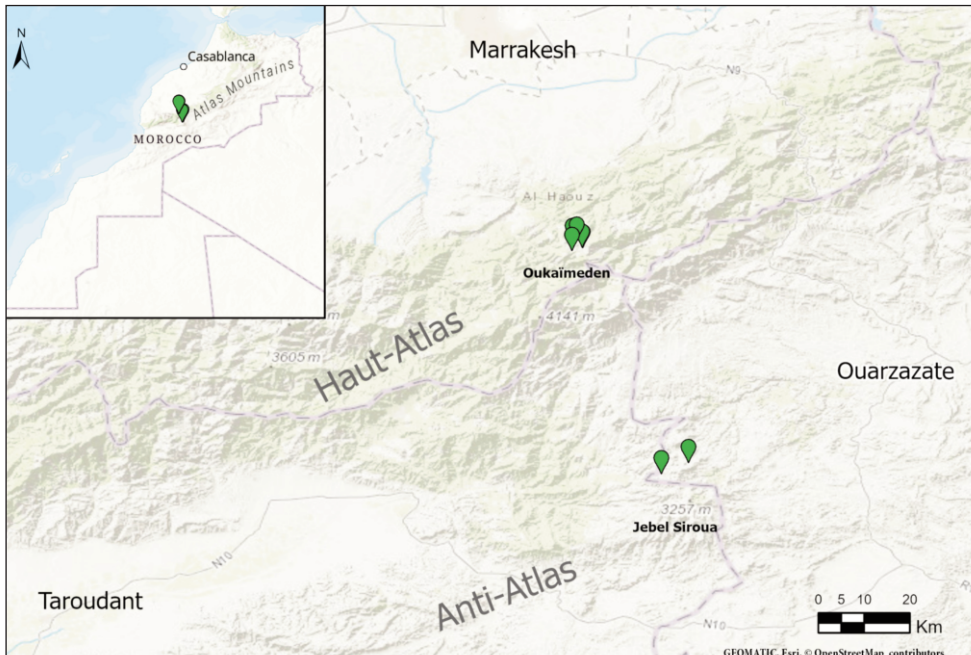 N
Casablanca
Atlas Mountains
MOROCCO
Marrakesh
N9
Al Haouz
Oukaïmeden
4141 m
3605 m
Haut-Atlas
Ouarzazate
3257 m
Jebel Siroua
N10
Anti-Atlas
Taroudant
N10
0 5 10 20
Km
GEOMATIC, Esri, © OpenStreetMap contributors